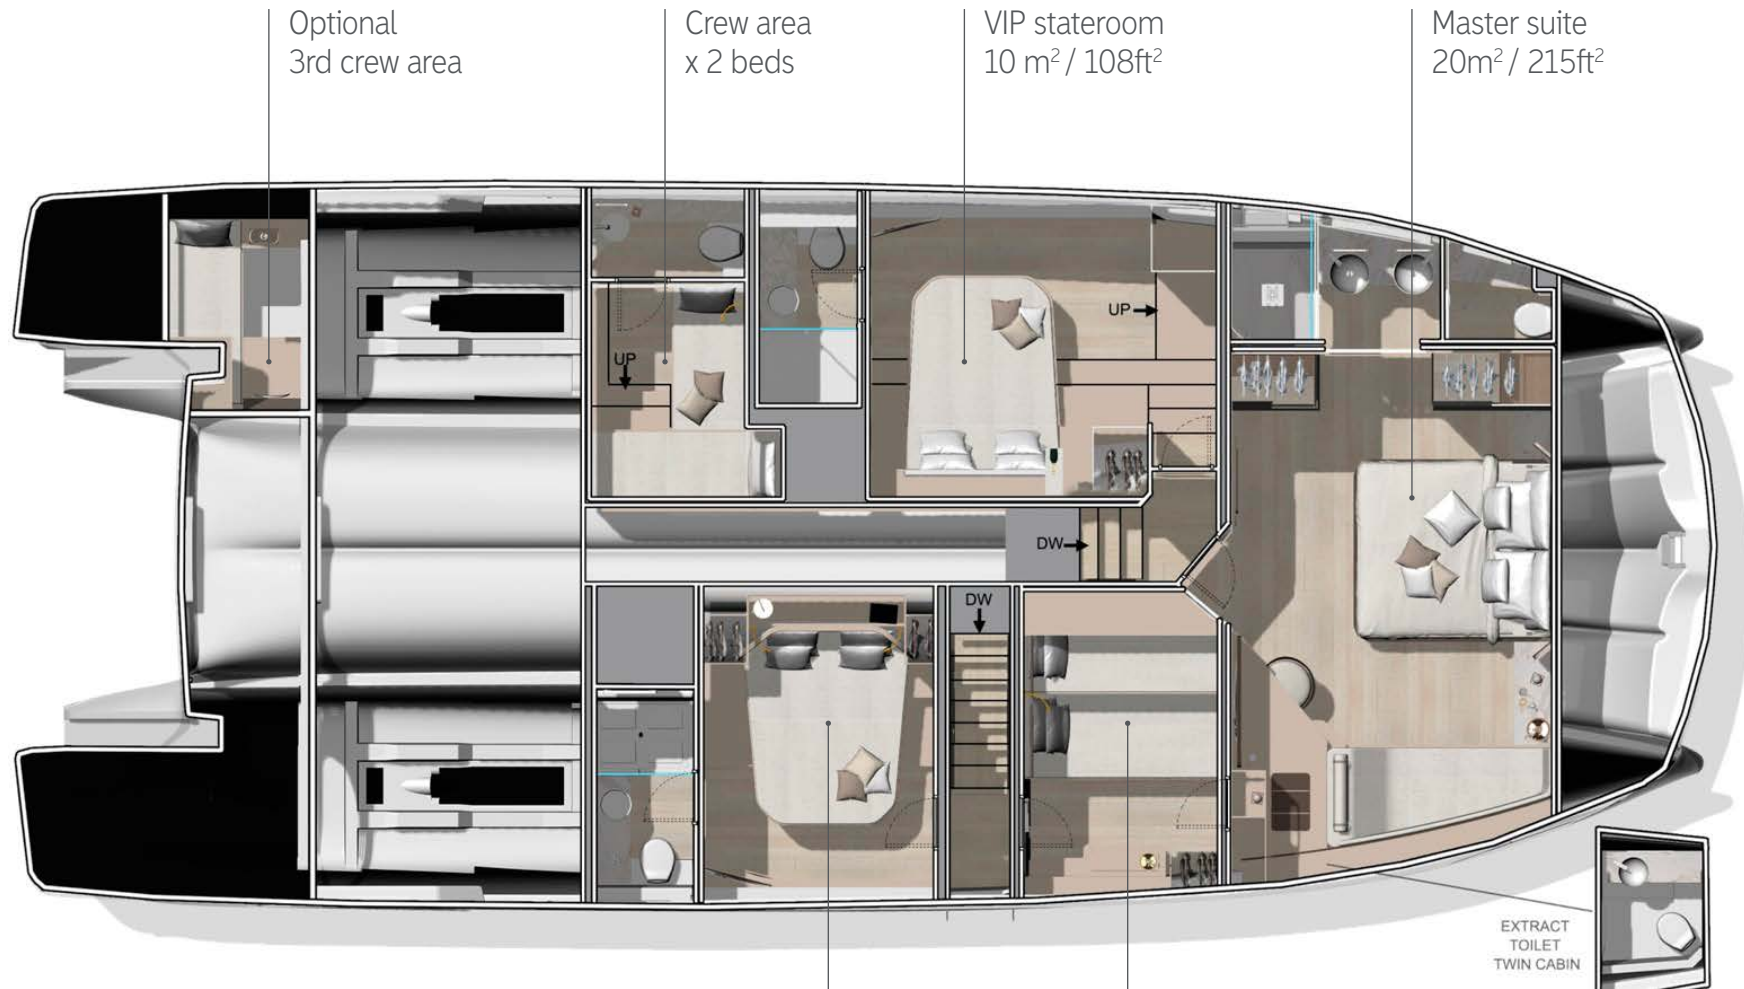 Optional
3rd crew area
Crew area
x 2 beds
VIP stateroom
10 m² / 108ft²
Master suite
20m² / 215ft²
UP
UP
DW
DW
EXTRACT
TOILET
TWIN CABIN